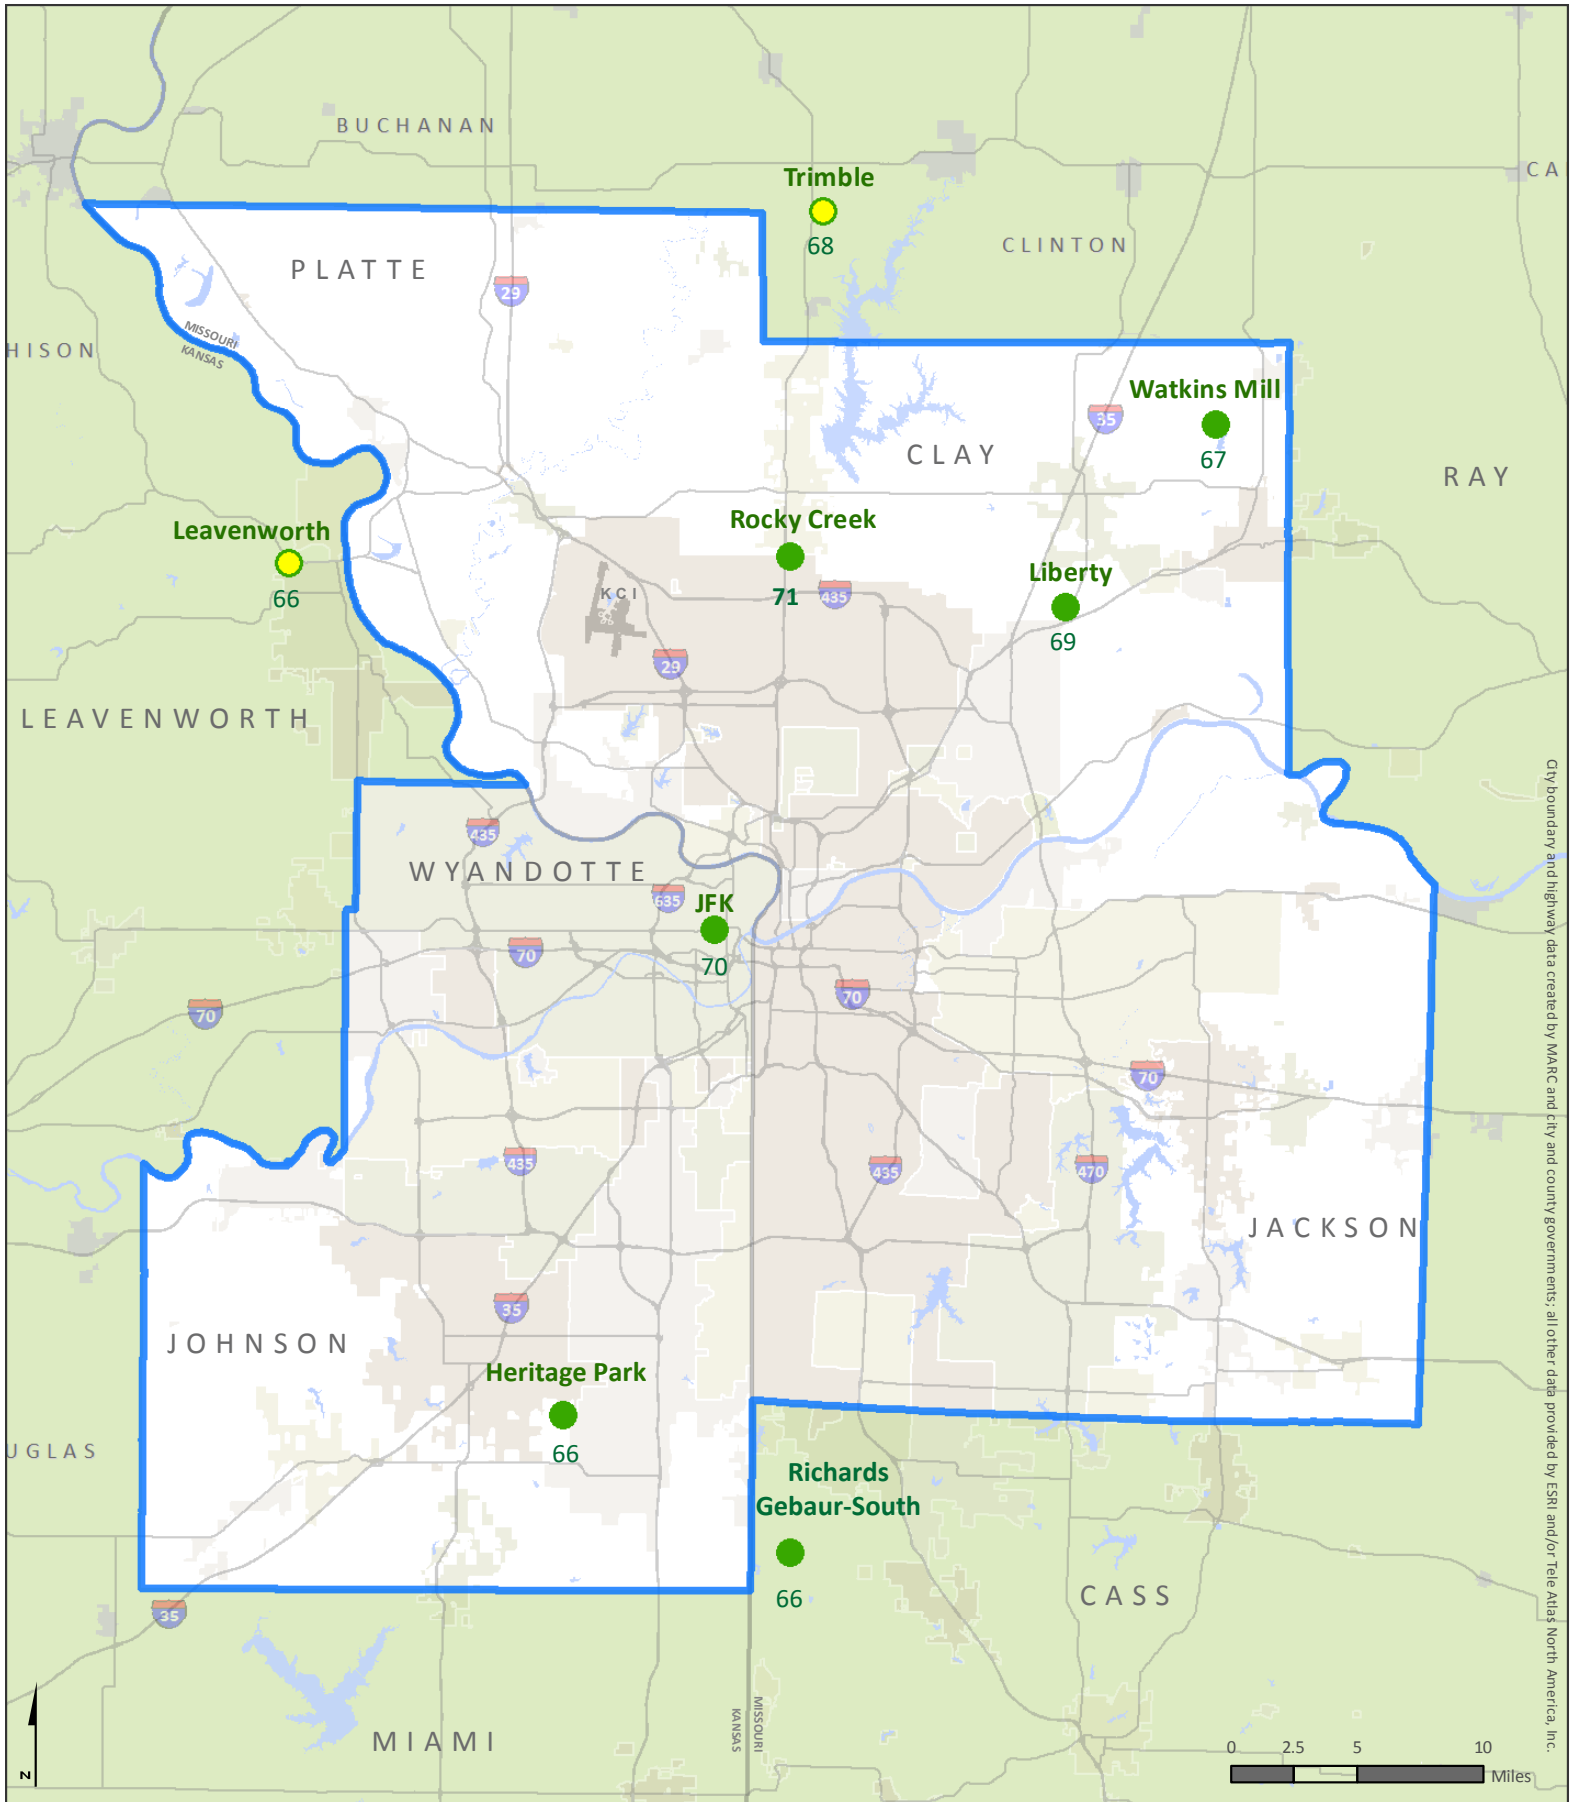 BUCHANAN
CA
Trimble
68
CLINTON
PLATTE
29
MISSOURI
KANSAS
HISON
Watkins Mill
35
67
CLAY
RAY
Rocky Creek
71
435
Leavenworth
66
KCI
Liberty
69
29
LEAVENWORTH
435
WYANDOTTE
635
JFK
70
70
70
70
70
435
435
470
JACKSON
35
JOHNSON
Heritage Park
66
UGLAS
Richards
Gebaur-South
66
CASS
35
MIAMI
KANSAS
MISSOURI
N
0 2.5 5 10
Miles
City boundary and highway data created by MARC and city and county governments; all other data provided by ESRI and/or Tele Atlas North America, Inc.